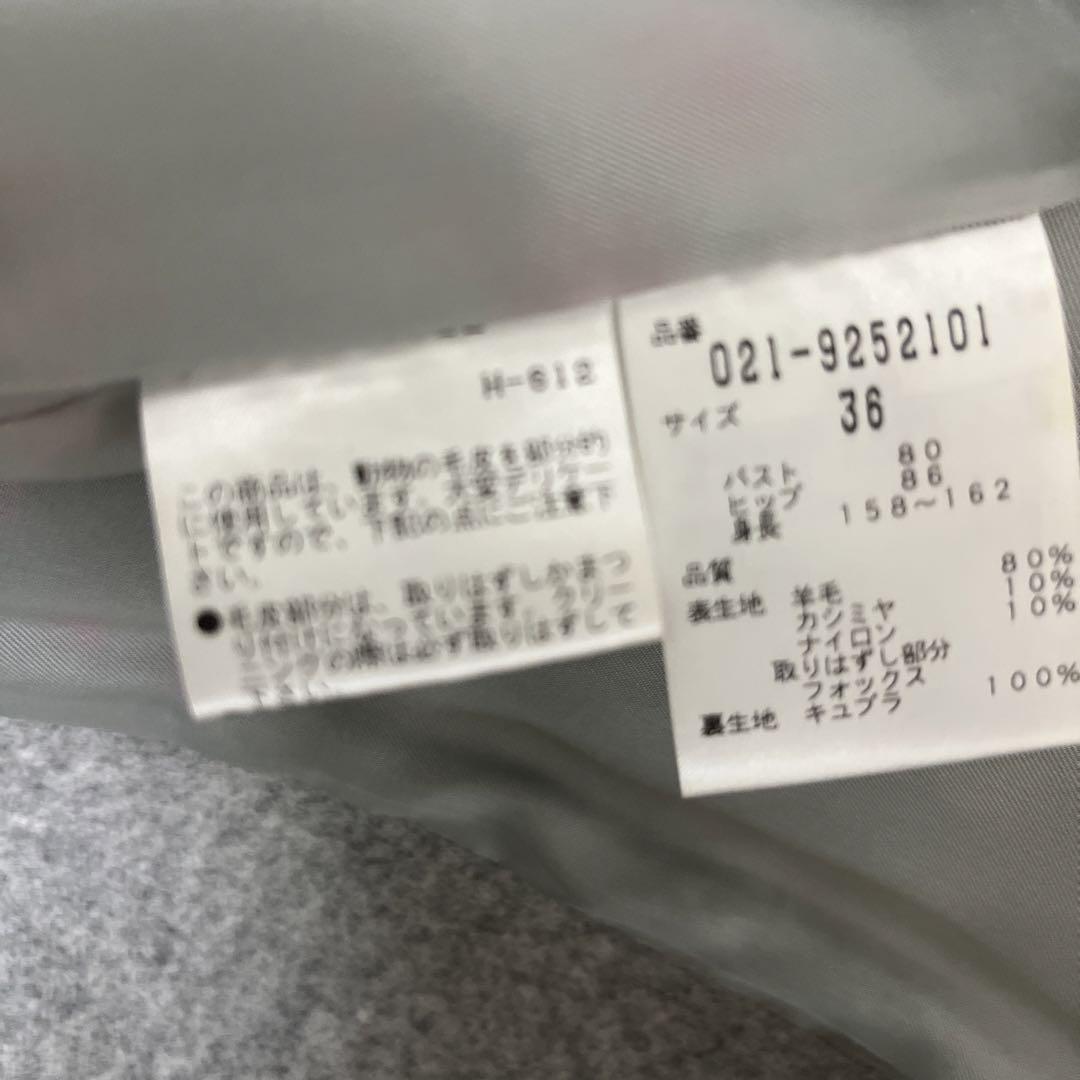 H-612
この商品は、動物の毛皮を部分的
に使用しています。大変デリケー
トですので、下記の点にご注意下
さい。
●毛皮部分は、取りはずしかまつ
り付けになっています。クリー
ニングの際は必ず取りはずして
下さい。
品番 021-9252101
サイズ 36
バスト 80
ヒップ 86
身長 158～162
品質
表生地 羊毛 80%
カシミヤ 10%
ナイロン 10%
取りはずし部分
フォックス
裏生地 キュプラ 100%